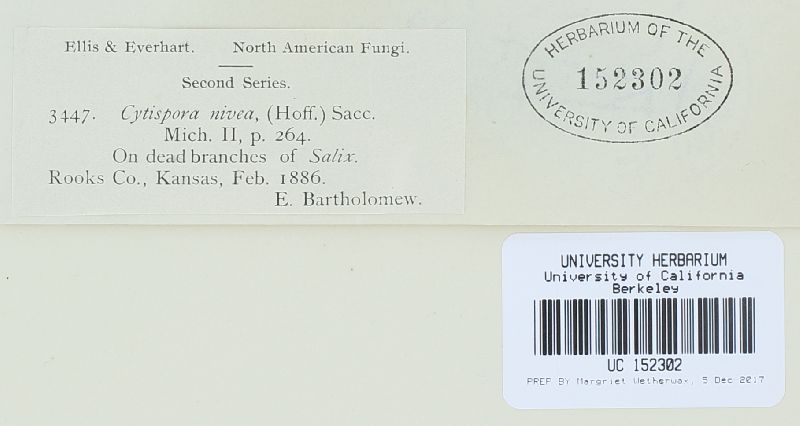 Ellis & Everhart. North American Fungi.
Second Series.
3447. Cytispora nivea, (Hoff.) Sacc.
Mich. II, p. 264.
On dead branches of Salix.
Rooks Co., Kansas, Feb. 1886.
E. Bartholomew.
HERBARIUM OF THE
152302
UNIVERSITY OF CALIFORNIA
UNIVERSITY HERBARIUM
University of California
Berkeley
UC 152302
PREP. BY Margriet Wetherwax, 5 Dec 2017